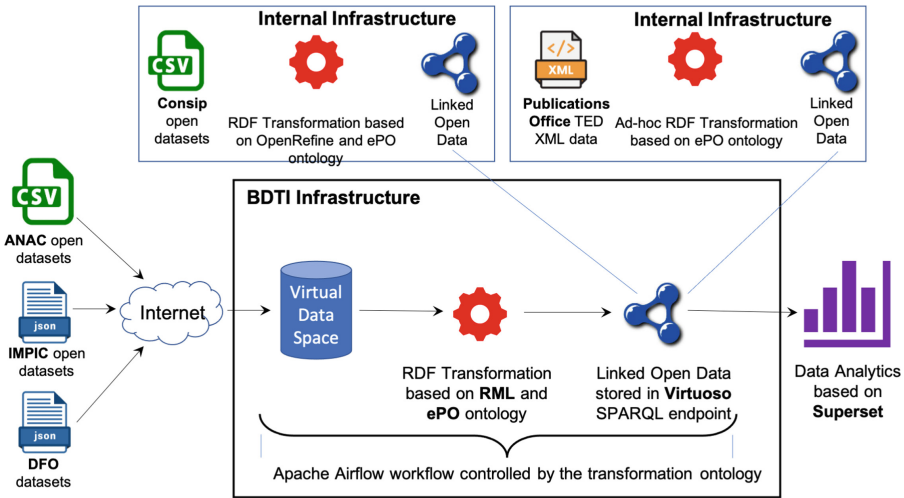 Internal Infrastructure
CSV
Consip
open
datasets
RDF Transformation based
on OpenRefine and ePO
ontology
Linked
Open
Data
Internal Infrastructure
</>
XML
Publications
Office TED
XML data
Ad-hoc RDF Transformation
based on ePO ontology
Linked
Open
Data
CSV
ANAC open
datasets
json
IMPIC open
datasets
json
DFO
datasets
Internet
BDTI Infrastructure
Virtual
Data
Space
RDF Transformation
based on RML and
ePO ontology
Linked Open Data
stored in Virtuoso
SPARQL endpoint
Apache Airflow workflow controlled by the transformation ontology
Data Analytics
based on
Superset